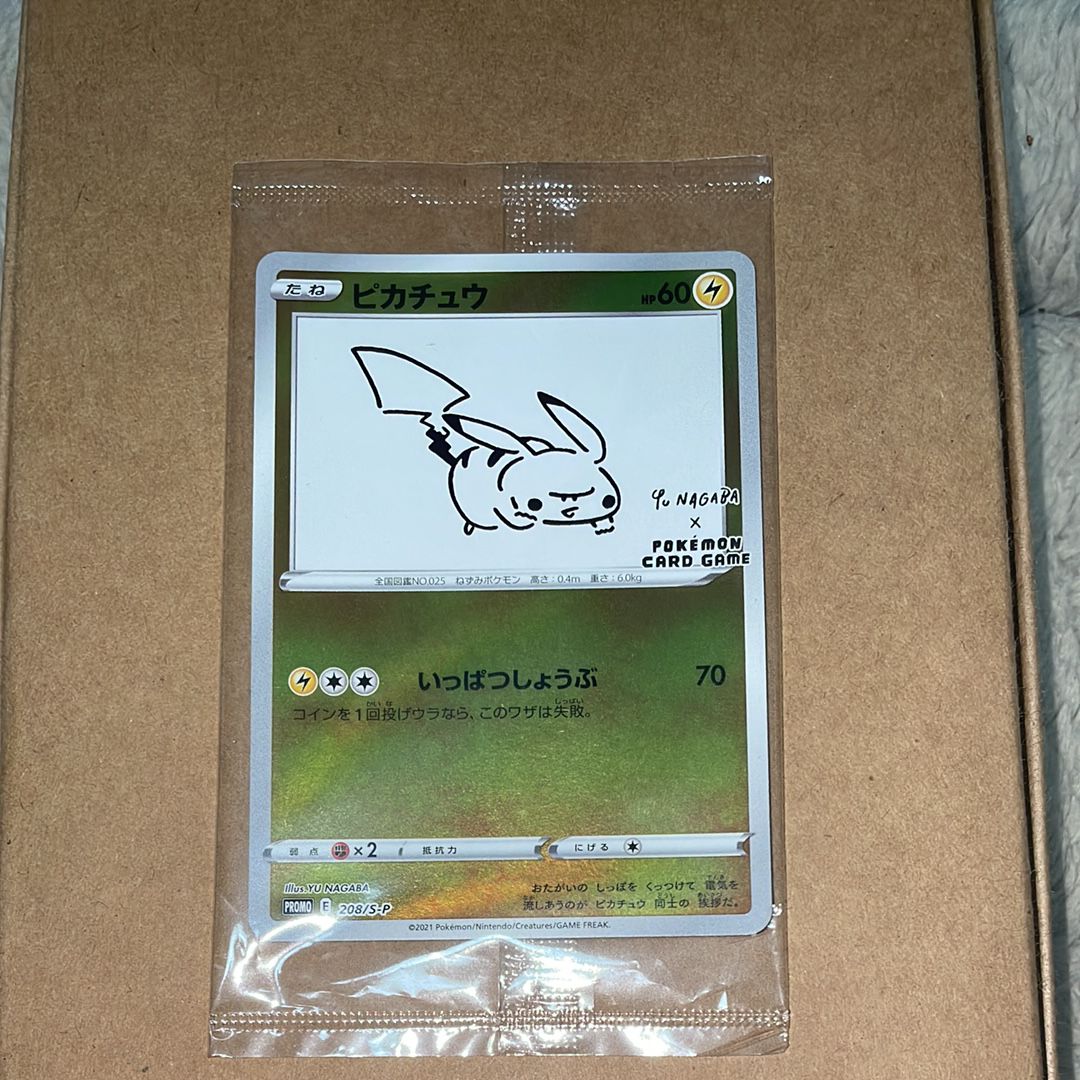 たね ピカチュウ HP60
Yu NAGABA
×
POKÉMON
CARD GAME
全国図鑑NO.025 ねずみポケモン 高さ:0.4m 重さ:6.0kg
いっぱつしょうぶ 70
コインを1回投げウラなら、このワザは失敗。
弱点 ×2 抵抗力 にげる
Illus.YU NAGABA
PROMO E 208/S-P
おたがいの しっぽを くっつけて 電気を
流しあうのが ピカチュウ 同士の 挨拶だ。
©2021 Pokémon/Nintendo/Creatures/GAME FREAK.